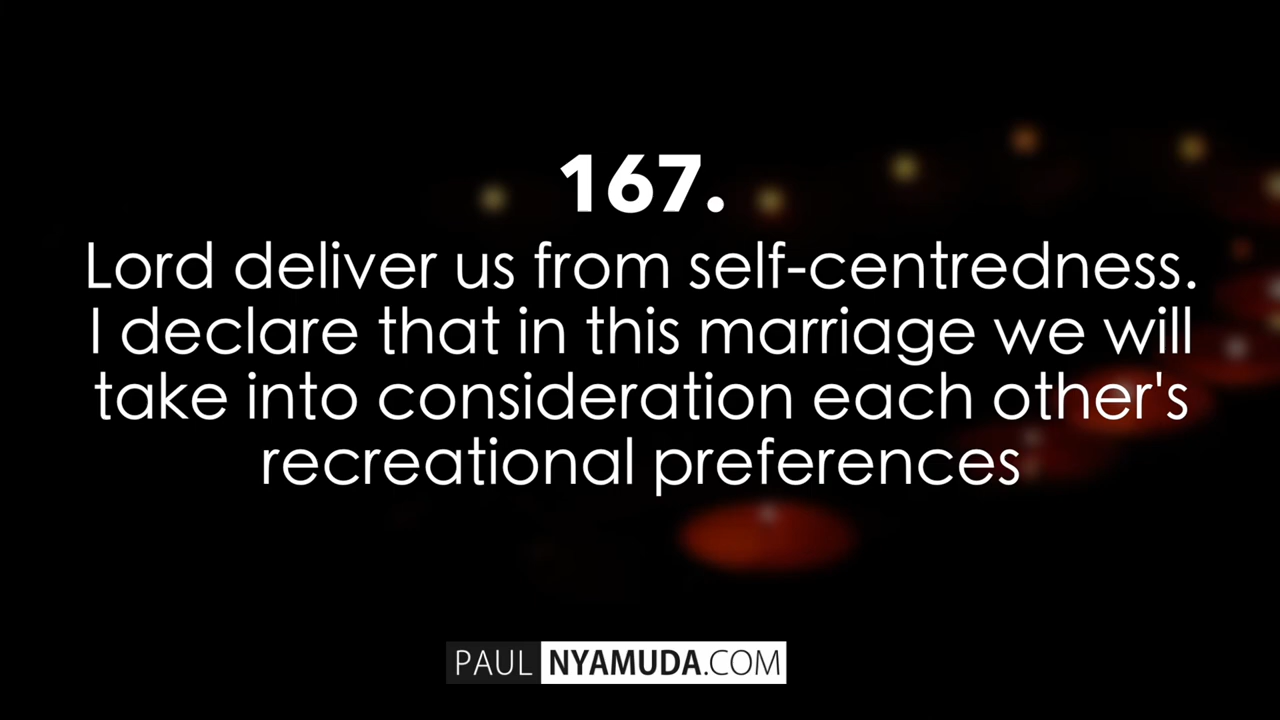 167.
Lord deliver us from self-centredness.
I declare that in this marriage we will
take into consideration each other's
recreational preferences
PAUL NYAMUDA.COM